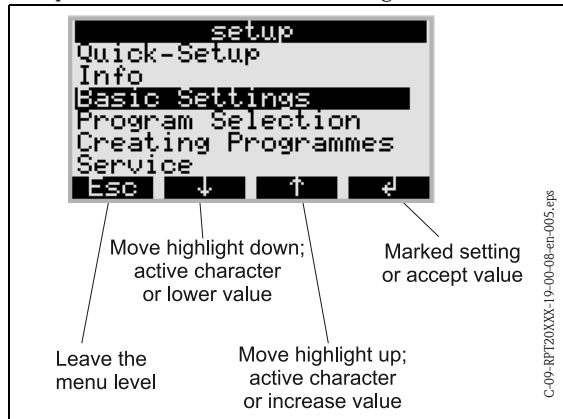 setup
Quick-Setup
Info
Basic Settings
Program Selection
Creating Programmes
Service
Esc ↓ ↑ ↲
Move highlight down;
active character
or lower value
Marked setting
or accept value
Leave the
menu level
Move highlight up;
active character
or increase value
C-09-RPT20XXX-19-00-08-en-005.eps